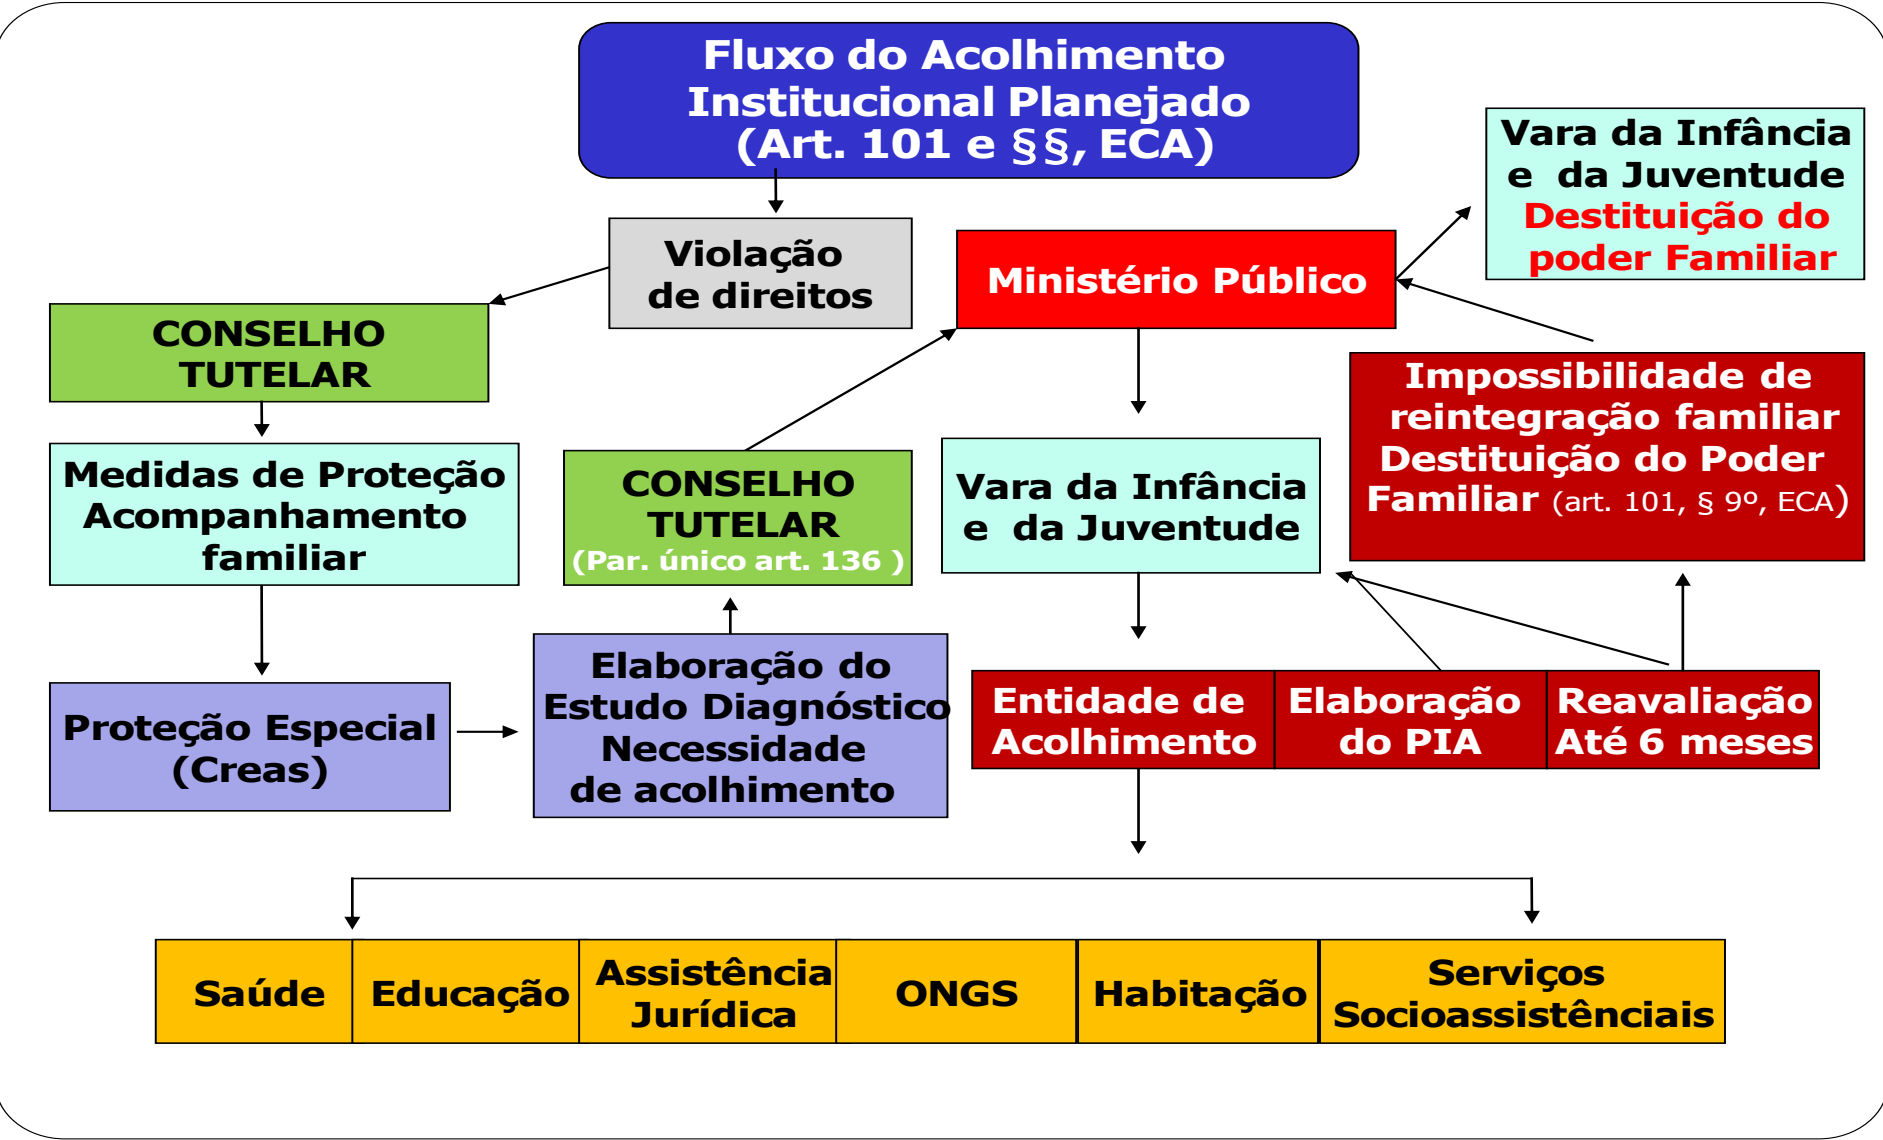 Fluxo do Acolhimento
Institucional Planejado
(Art. 101 e §§, ECA)
Vara da Infância
e da Juventude
Destituição do
poder Familiar
Violação
de direitos
Ministério Público
CONSELHO
TUTELAR
Impossibilidade de
reintegração familiar
Destituição do Poder
Familiar (art. 101, § 9º, ECA)
Medidas de Proteção
Acompanhamento
familiar
CONSELHO
TUTELAR
(Par. único art. 136 )
Vara da Infância
e da Juventude
Proteção Especial
(Creas)
Elaboração do
Estudo Diagnóstico
Necessidade
de acolhimento
Entidade de
Acolhimento
Elaboração
do PIA
Reavaliação
Até 6 meses
Saúde
Educação
Assistência
Jurídica
ONGS
Habitação
Serviços
Socioassistênciais